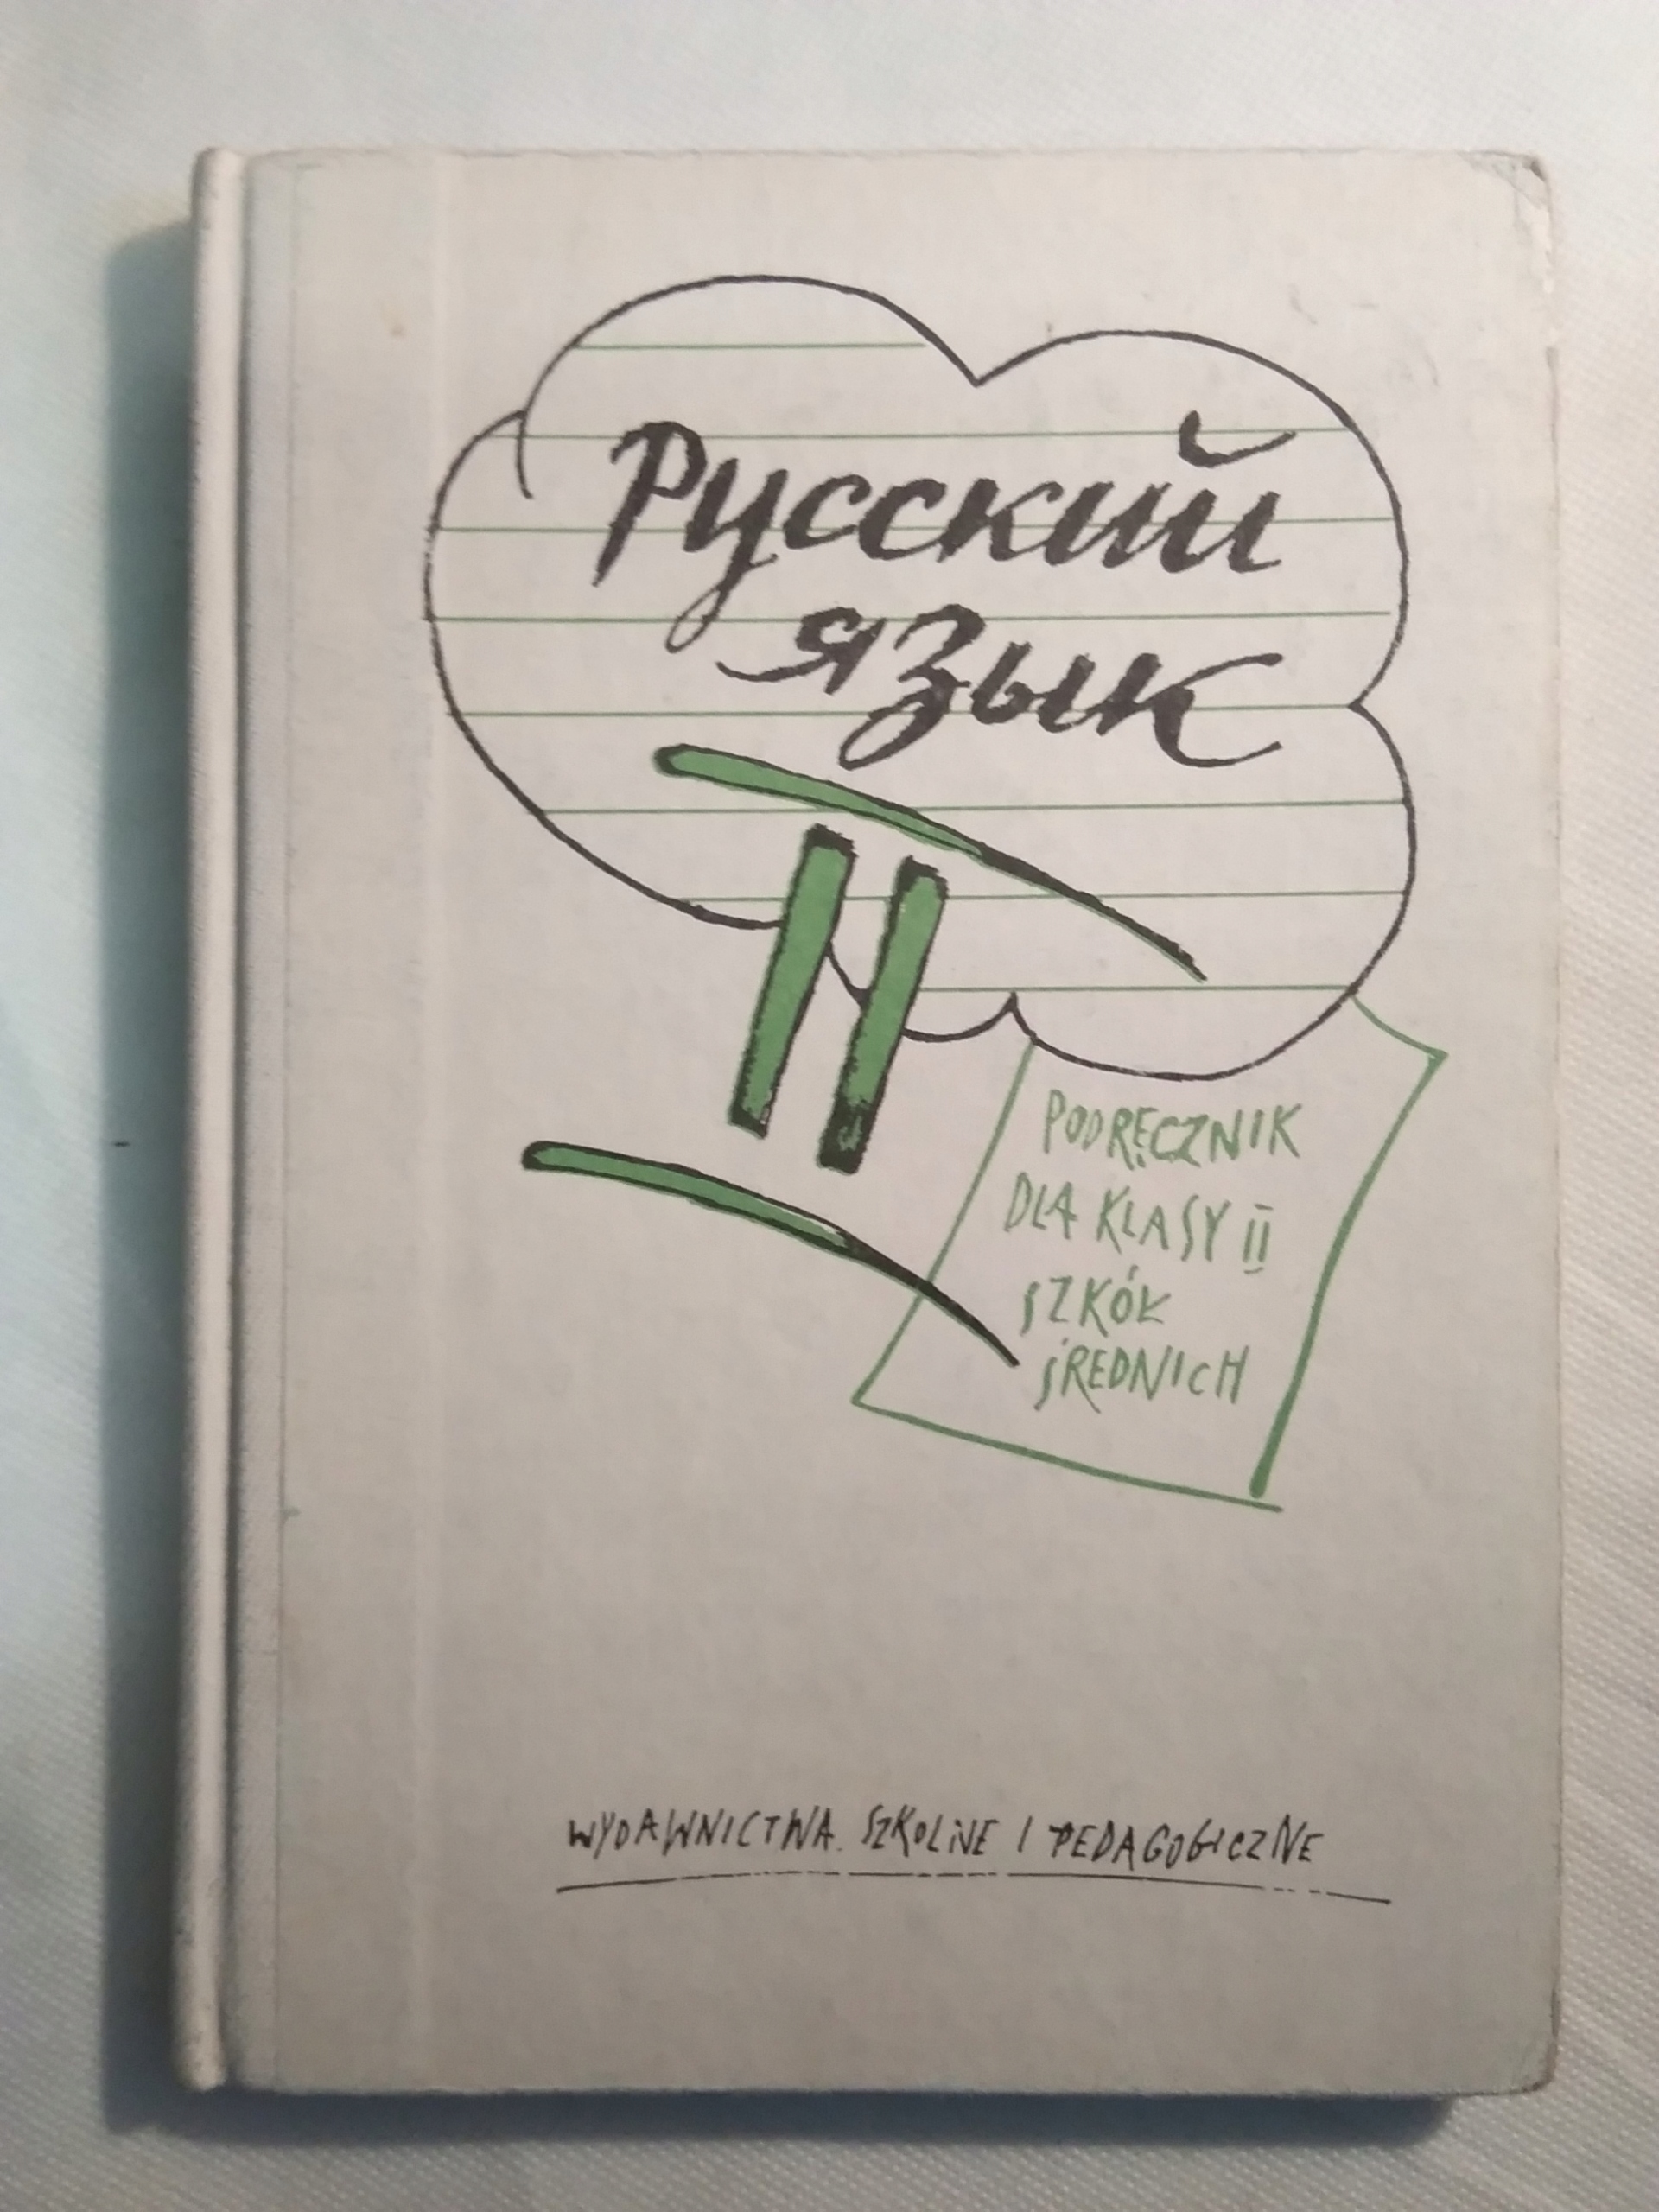 Русский
язык
II
PODRĘCZNIK
DLA KLASY II
SZKÓŁ
ŚREDNICH
WYDAWNICTWA SZKOLNE I PEDAGOGICZNE